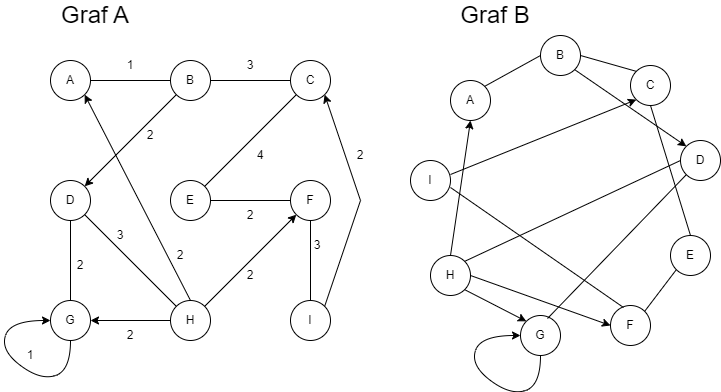 Graf A
Graf B
A 1 B 3 C
2 4 2
D E 2 F
3 3
2 2 2
G 2 H I
1
B
C
A
D
I
E
H
F
G